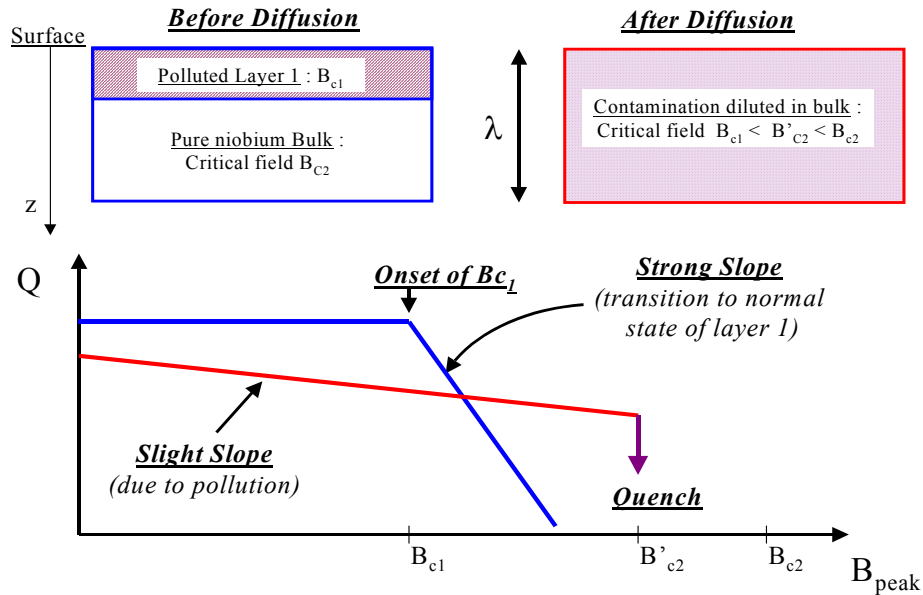 Before Diffusion
After Diffusion
Surface
Polluted Layer 1 : Bc1
Pure niobium Bulk :
Critical field BC2
z
λ
Contamination diluted in bulk :
Critical field Bc1 < B'C2 < Bc2
Q
Onset of Bc1
Strong Slope
(transition to normal
state of layer 1)
Slight Slope
(due to pollution)
Quench
Bc1
B'c2
Bc2
Bpeak